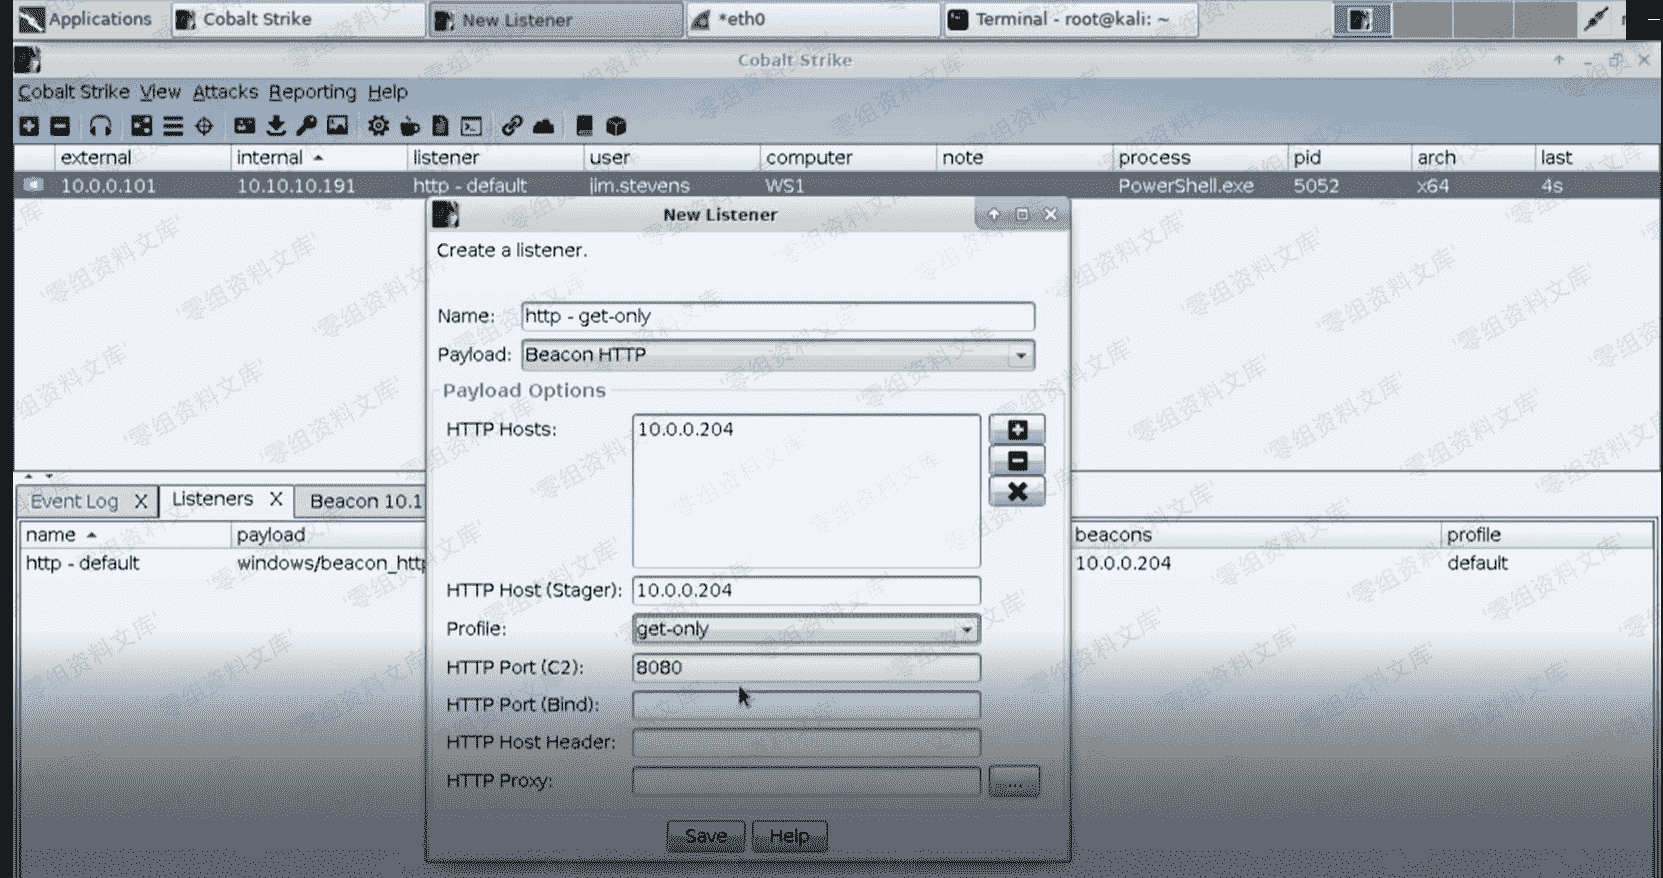 Applications Cobalt Strike New Listener *eth0 Terminal - root@kali: ~
Cobalt Strike
Cobalt Strike View Attacks Reporting Help
external internal listener user computer note process pid arch last
10.0.0.101 10.10.10.191 http - default jim.stevens WS1 PowerShell.exe 5052 x64 4s
New Listener
Create a listener.
Name: http - get-only
Payload: Beacon HTTP
Payload Options
HTTP Hosts: 10.0.0.204
HTTP Host (Stager): 10.0.0.204
Profile: get-only
HTTP Port (C2): 8080
HTTP Port (Bind):
HTTP Host Header:
HTTP Proxy:
...
Save Help
Event Log X Listeners X Beacon 10.1
name payload beacons profile
http - default windows/beacon_http 10.0.0.204 default
'零组资料文库'